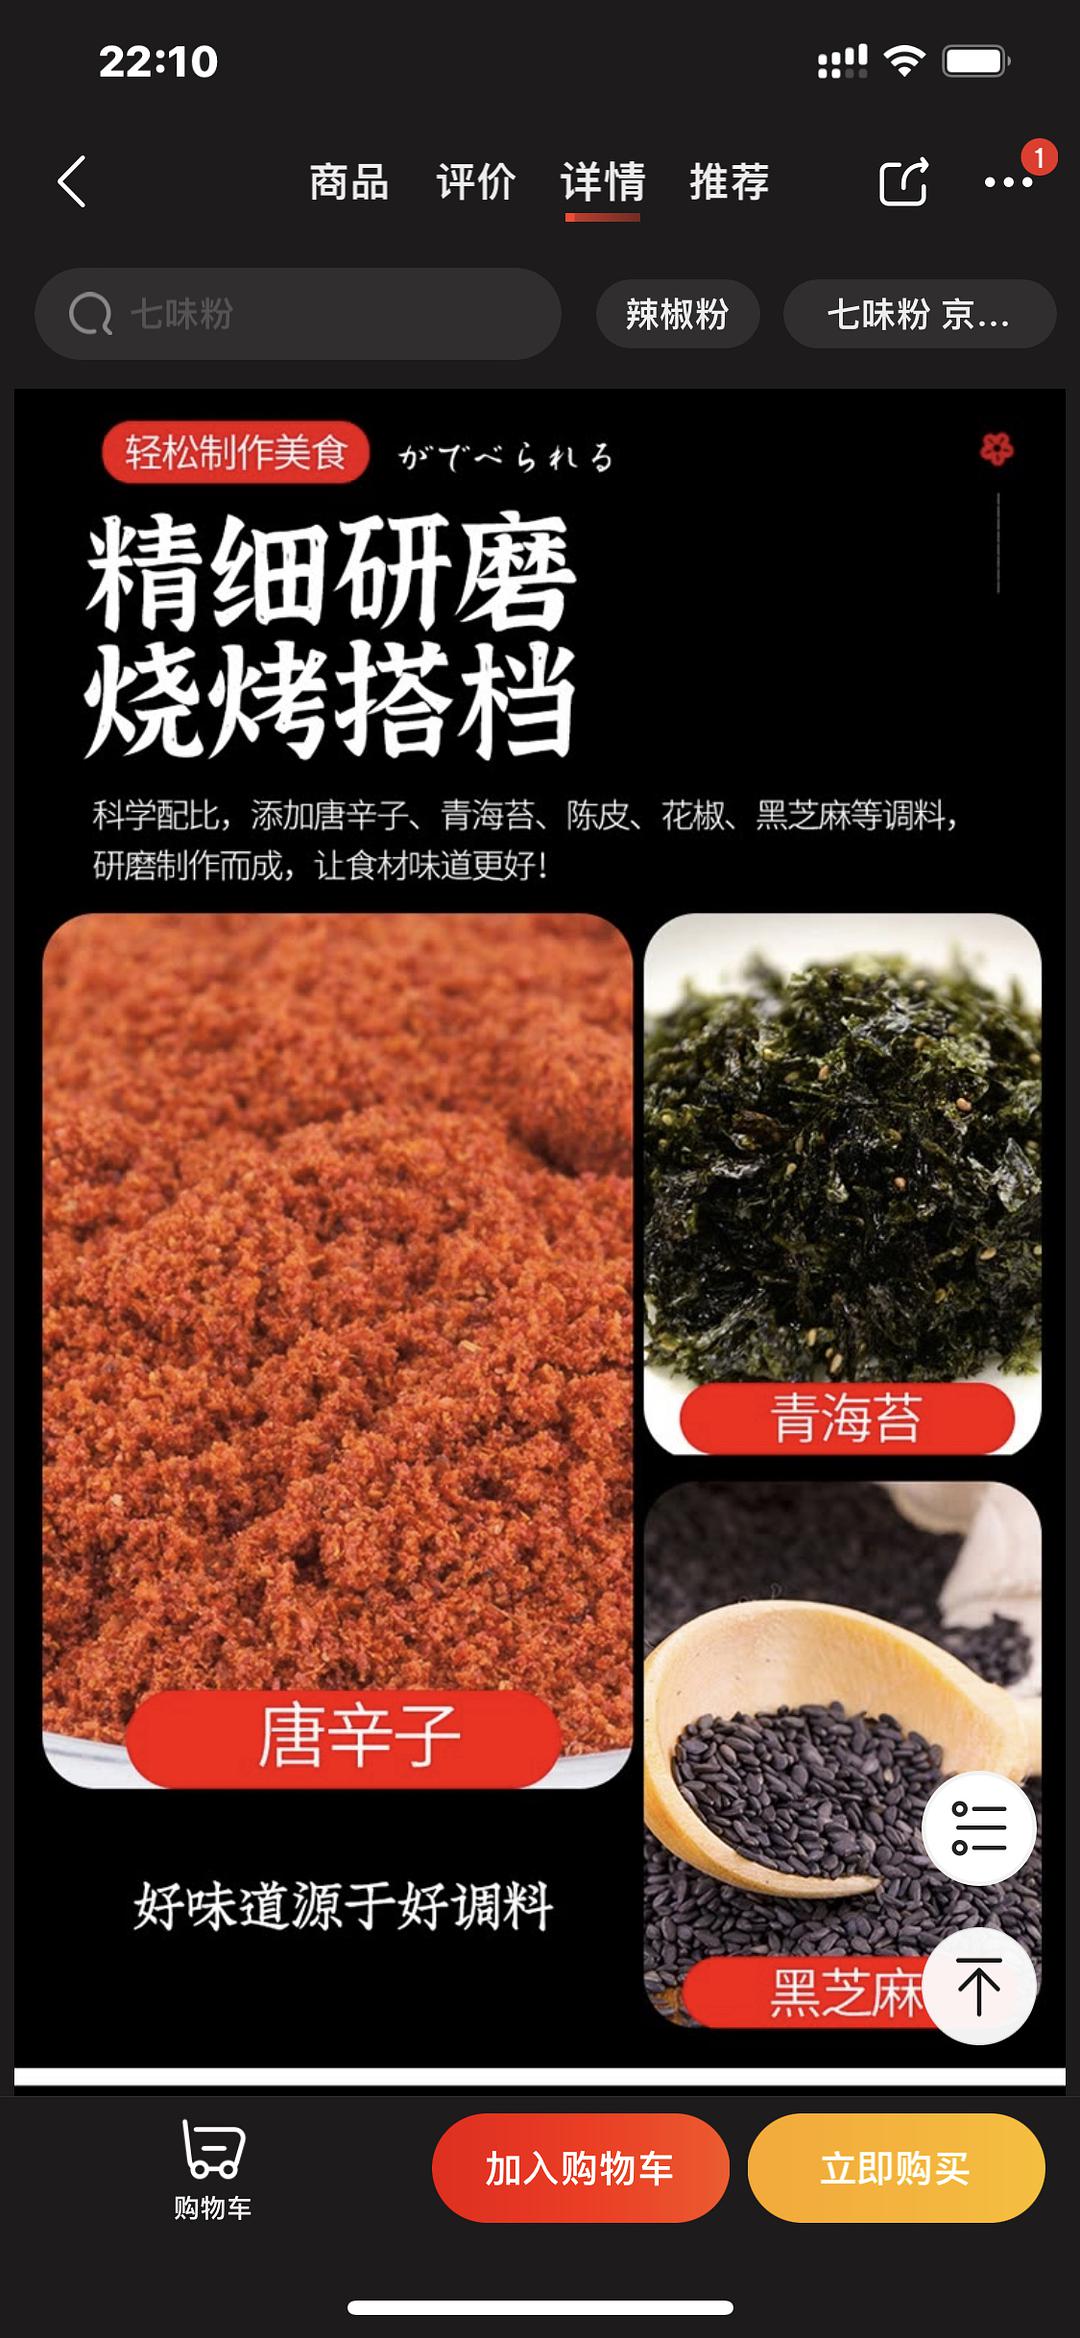 22:10
商品 评价 详情 推荐
1
七味粉 辣椒粉 七味粉 京...
轻松制作美食 がでべられる
精细研磨
烧烤搭档
科学配比，添加唐辛子、青海苔、陈皮、花椒、黑芝麻等调料，
研磨制作而成，让食材味道更好！
青海苔
唐辛子
好味道源于好调料
黑芝麻
购物车 加入购物车 立即购买